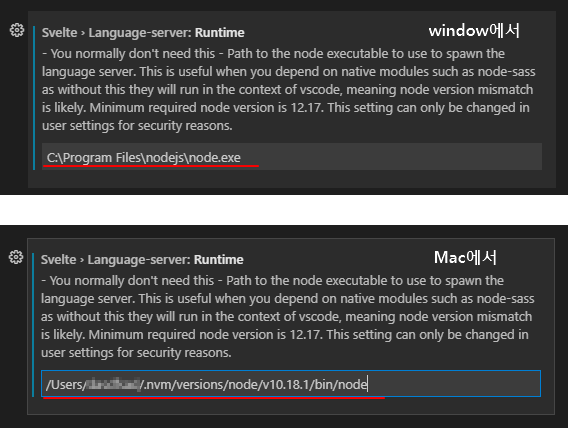 Svelte › Language-server: Runtime
window에서
- You normally don't need this - Path to the node executable to use to spawn the
language server. This is useful when you depend on native modules such as node-sass
as without this they will run in the context of vscode, meaning node version mismatch
is likely. Minimum required node version is 12.17. This setting can only be changed in
user settings for security reasons.
C:\Program Files\nodejs\node.exe
Svelte › Language-server: Runtime
Mac에서
- You normally don't need this - Path to the node executable to use to spawn the
language server. This is useful when you depend on native modules such as node-sass
as without this they will run in the context of vscode, meaning node version mismatch
is likely. Minimum required node version is 12.17. This setting can only be changed in
user settings for security reasons.
/Users/ /.nvm/versions/node/v10.18.1/bin/node